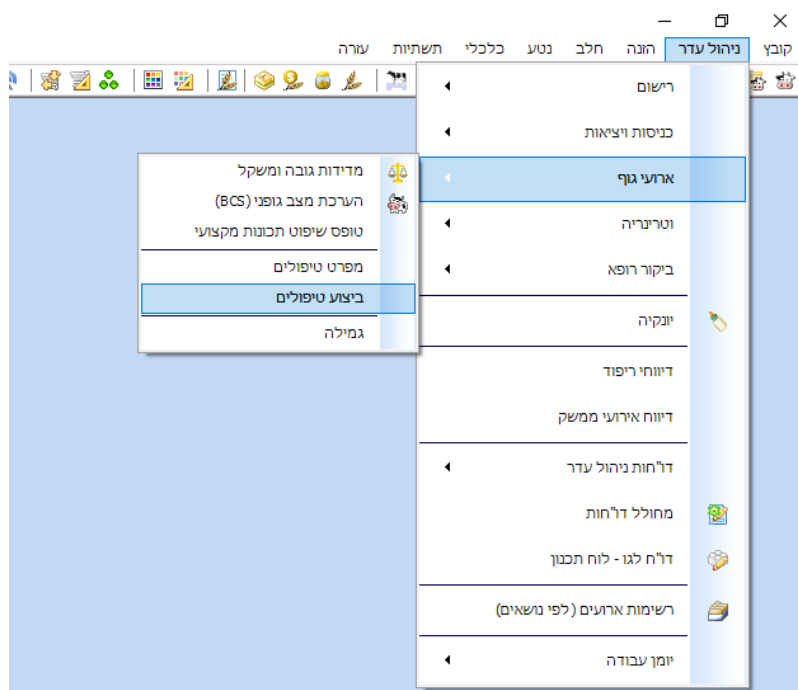 קובץ ניהול עדר הזנה חלב נטע כלכלי תשתיות עזרה
רישום
כניסות ויציאות
ארועי גוף
וטרינריה
ביקור רופא
יונקיה
דיווחי ריפוד
דיווח אירועי ממשק
דו"חות ניהול עדר
מחולל דו"חות
דו"ח לגו - לוח תכנון
רשימות ארועים (לפי נושאים)
יומן עבודה
מדידות גובה ומשקל
הערכת מצב גופני (BCS)
טופס שיפוט תכונות מקצועי
מפרט טיפולים
ביצוע טיפולים
גמילה